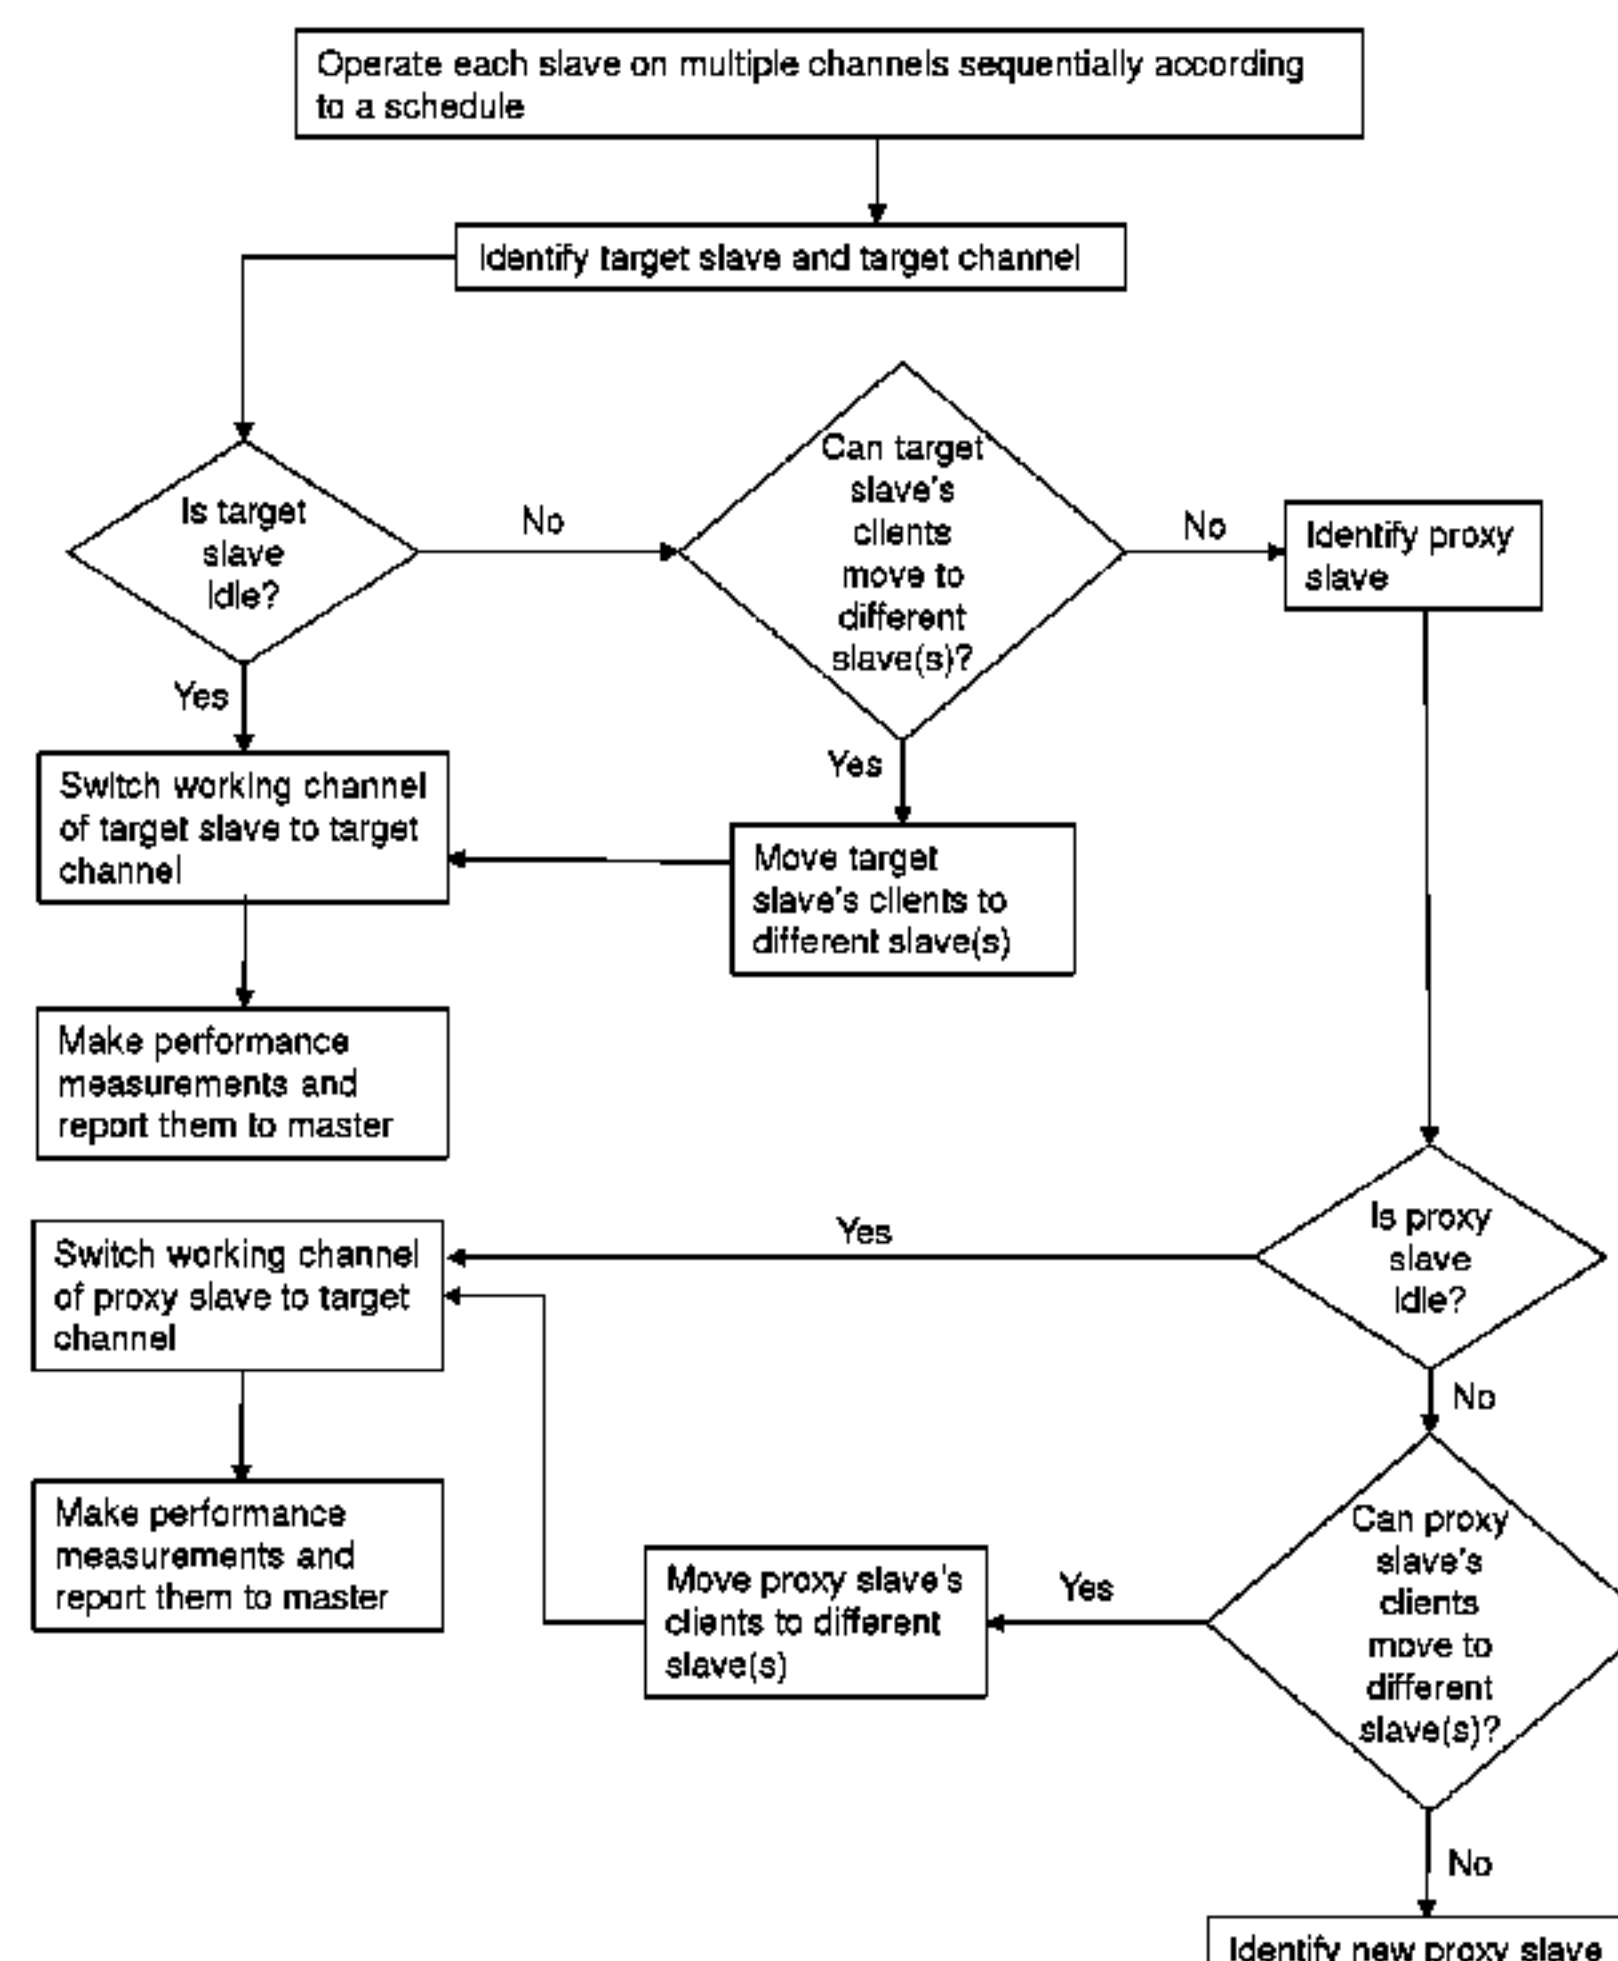 Operate each slave on multiple channels sequentially according
to a schedule
Identify target slave and target channel
Is target
slave
Idle?
No
Can target
slave's
clients
move to
different
slave(s)?
No
Identify proxy
slave
Yes
Switch working channel
of target slave to target
channel
Yes
Move target
slave's clients to
different slave(s)
Make performance
measurements and
report them to master
Is proxy
slave
Idle?
Yes
Switch working channel
of proxy slave to target
channel
No
Make performance
measurements and
report them to master
Can proxy
slave's
clients
move to
different
slave(s)?
Yes
Move proxy slave's
clients to different
slave(s)
No
Identify new proxy slave